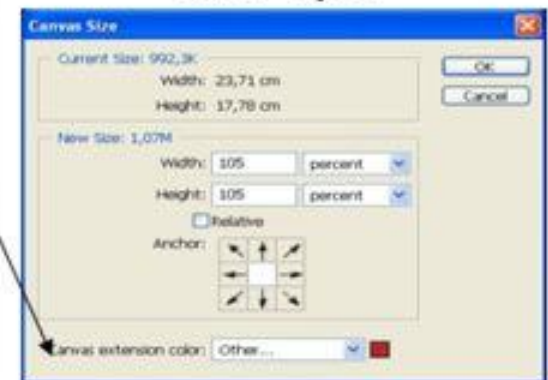 Canvas Size
Current Size: 992,3K
Width: 23,71 cm
Height: 17,78 cm
OK
Cancel
New Size: 1,07M
Width: 105 percent
Height: 105 percent
Relative
Anchor:
Canvas extension color: Other...